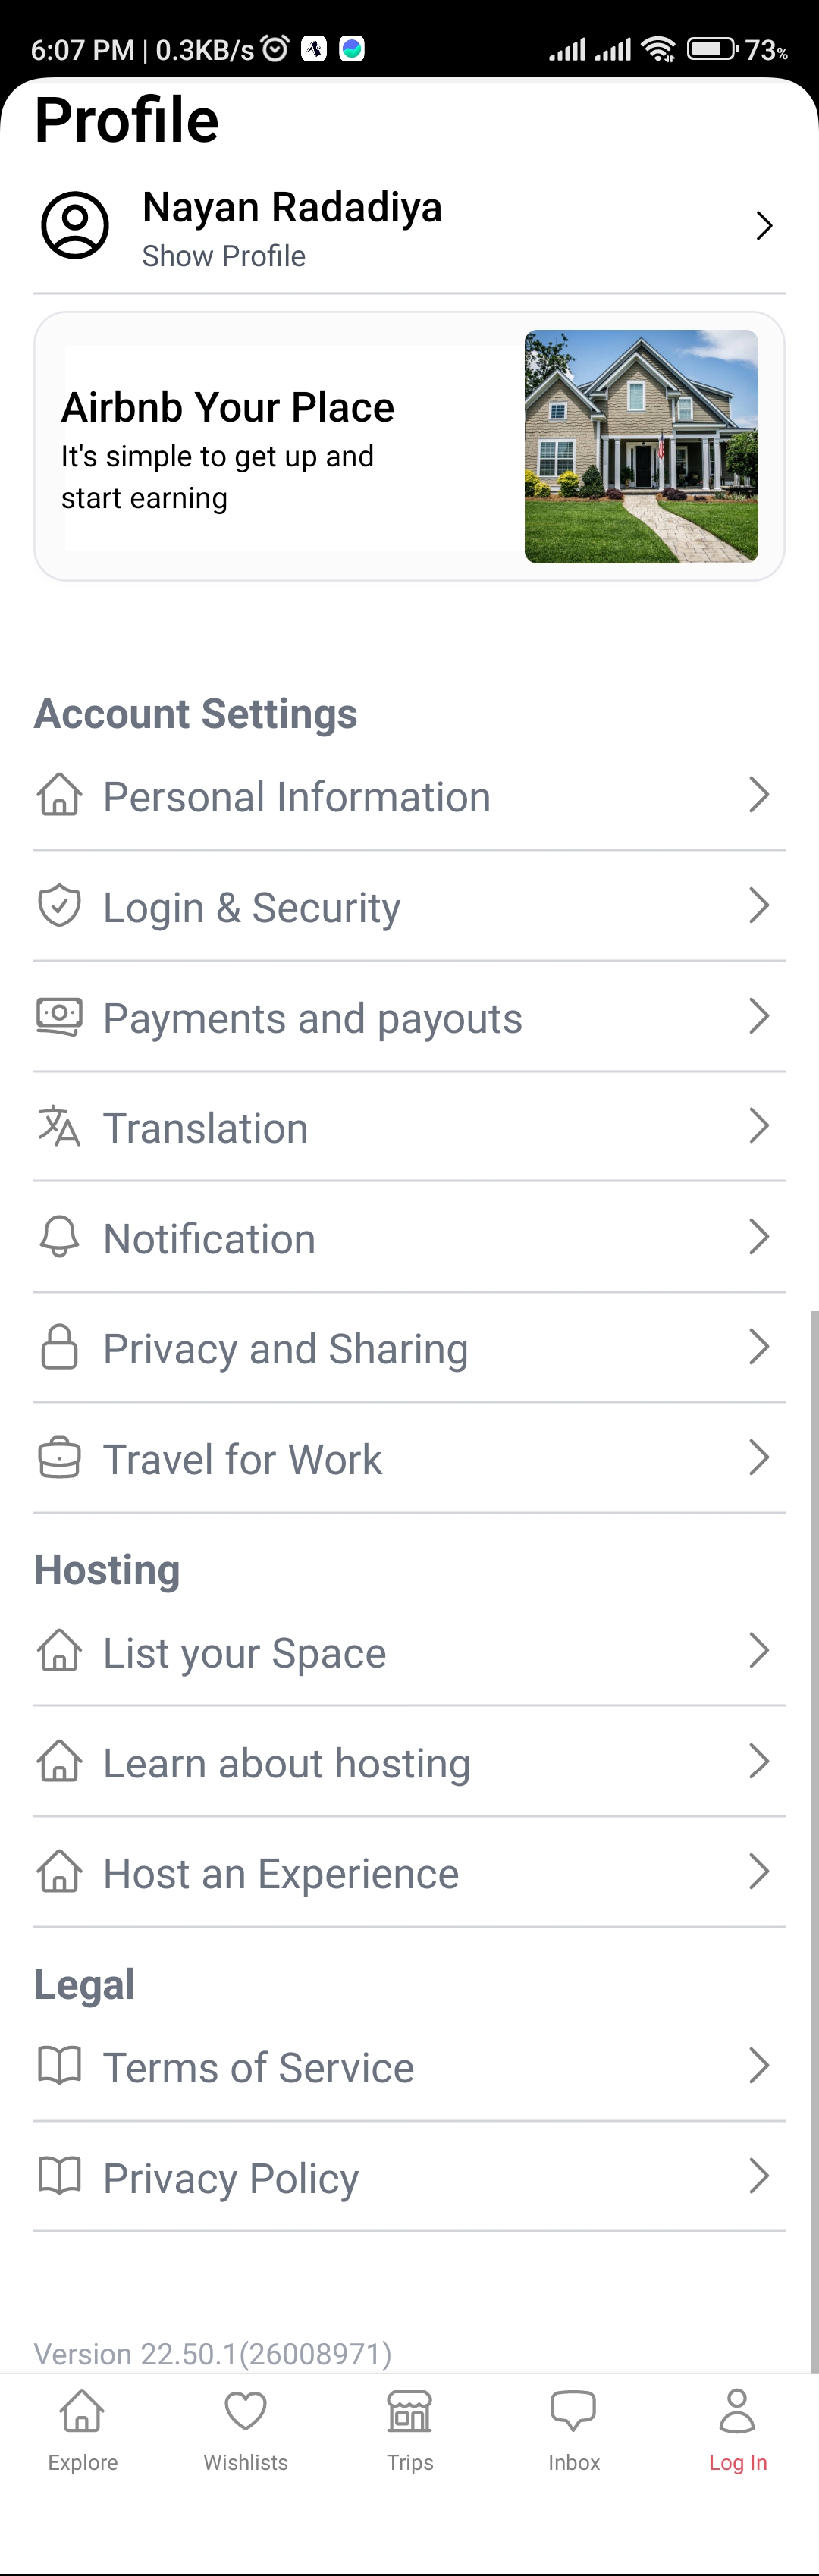 6:07 PM | 0.3KB/s
73%
Profile
Nayan Radadiya
Show Profile
Airbnb Your Place
It's simple to get up and
start earning
Account Settings
Personal Information
Login & Security
Payments and payouts
Translation
Notification
Privacy and Sharing
Travel for Work
Hosting
List your Space
Learn about hosting
Host an Experience
Legal
Terms of Service
Privacy Policy
Version 22.50.1(26008971)
Explore
Wishlists
Trips
Inbox
Log In